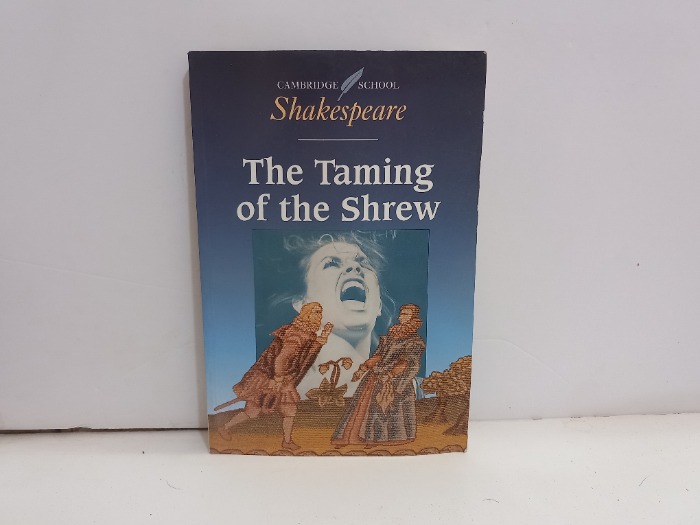 CAMBRIDGE SCHOOL
Shakespeare
The Taming
of the Shrew